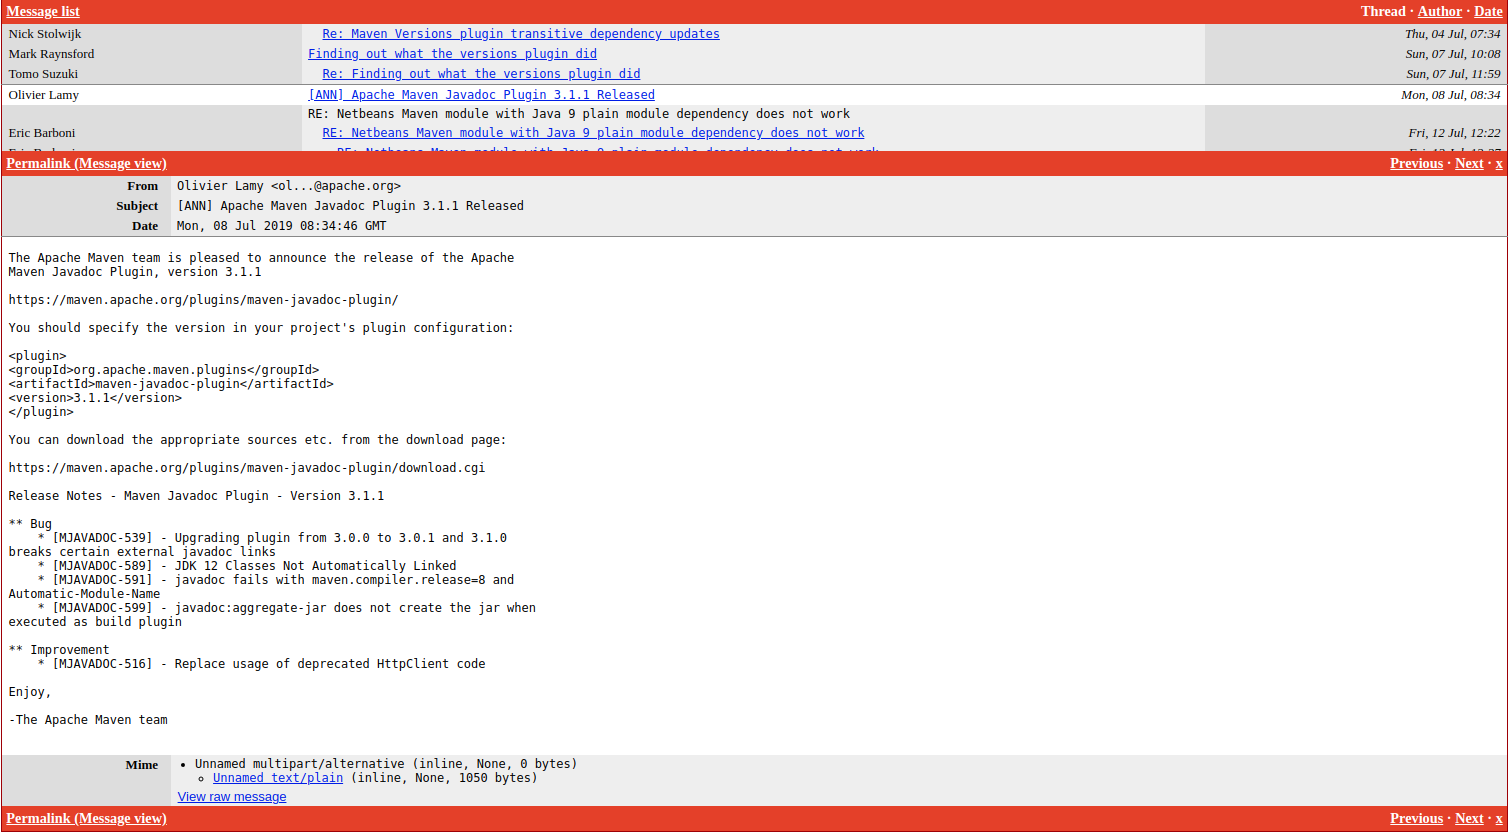 Message list Thread · Author · Date
Nick Stolwijk Re: Maven Versions plugin transitive dependency updates Thu, 04 Jul, 07:34
Mark Raynsford Finding out what the versions plugin did Sun, 07 Jul, 10:08
Tomo Suzuki Re: Finding out what the versions plugin did Sun, 07 Jul, 11:59
Olivier Lamy [ANN] Apache Maven Javadoc Plugin 3.1.1 Released Mon, 08 Jul, 08:34
RE: Netbeans Maven module with Java 9 plain module dependency does not work
Eric Barboni RE: Netbeans Maven module with Java 9 plain module dependency does not work Fri, 12 Jul, 12:22
RE: Netbeans Maven module with Java 9 plain module dependency does not work
Permalink (Message view) Previous · Next · x
From Olivier Lamy <ol...@apache.org>
Subject [ANN] Apache Maven Javadoc Plugin 3.1.1 Released
Date Mon, 08 Jul 2019 08:34:46 GMT
The Apache Maven team is pleased to announce the release of the Apache
Maven Javadoc Plugin, version 3.1.1
https://maven.apache.org/plugins/maven-javadoc-plugin/
You should specify the version in your project's plugin configuration:
<plugin>
<groupId>org.apache.maven.plugins</groupId>
<artifactId>maven-javadoc-plugin</artifactId>
<version>3.1.1</version>
</plugin>
You can download the appropriate sources etc. from the download page:
https://maven.apache.org/plugins/maven-javadoc-plugin/download.cgi
Release Notes - Maven Javadoc Plugin - Version 3.1.1
** Bug
* [MJAVADOC-539] - Upgrading plugin from 3.0.0 to 3.0.1 and 3.1.0
breaks certain external javadoc links
* [MJAVADOC-589] - JDK 12 Classes Not Automatically Linked
* [MJAVADOC-591] - javadoc fails with maven.compiler.release=8 and
Automatic-Module-Name
* [MJAVADOC-599] - javadoc:aggregate-jar does not create the jar when
executed as build plugin
** Improvement
* [MJAVADOC-516] - Replace usage of deprecated HttpClient code
Enjoy,
-The Apache Maven team
Mime • Unnamed multipart/alternative (inline, None, 0 bytes)
◦ Unnamed text/plain (inline, None, 1050 bytes)
View raw message
Permalink (Message view) Previous · Next · x